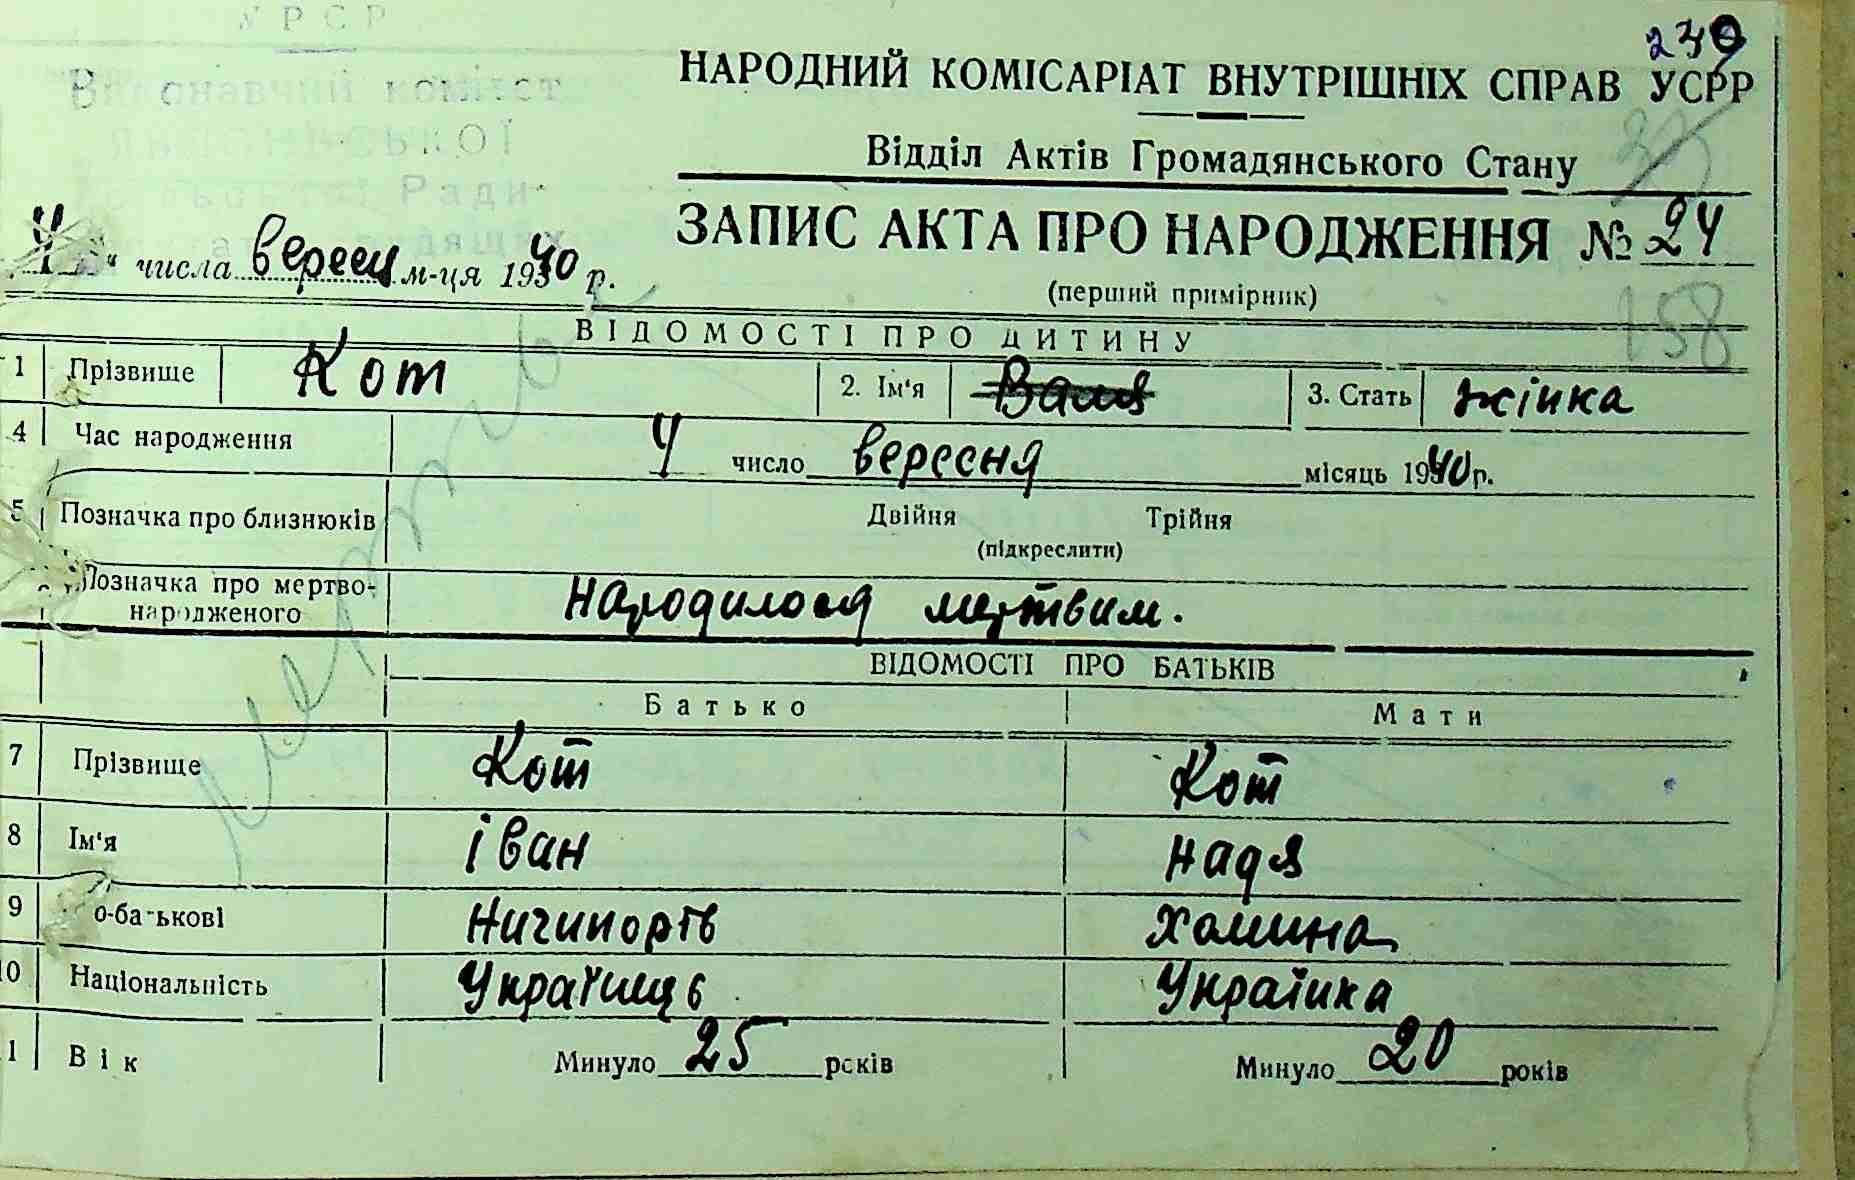 УРСР
Виконавчий комітет
Ради
239
НАРОДНИЙ КОМІСАРІАТ ВНУТРІШНІХ СПРАВ УСРР
Відділ Актів Громадянського Стану
ЗАПИС АКТА ПРО НАРОДЖЕННЯ № 24
(перший примірник)
158
4 " числа вересня м-ця 1940 р.
ВІДОМОСТІ ПРО ДИТИНУ
1 Прізвище Кот 2. Ім'я Валя 3. Стать жінка
4 Час народження 4 число вересня місяць 1940 р.
5 Позначка про близнюків Двійня Трійня
(підкреслити)
Позначка про мертво-
народженого Народилося мертвим.
ВІДОМОСТІ ПРО БАТЬКІВ
Батько Мати
7 Прізвище Кот Кот
8 Ім'я Іван Надя
9 о-батькові Ничипорів Хомина
10 Національність Українць Українка
1 Вік Минуло 25 років Минуло 20 років